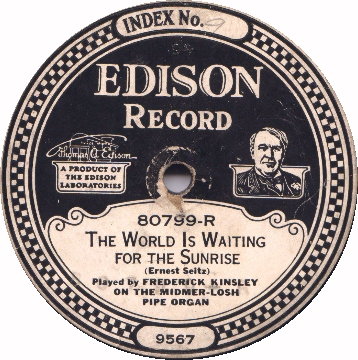 INDEX No. 9
EDISON
RECORD
Thomas A Edison
A PRODUCT OF
THE EDISON
LABORATORIES
80799-R
THE WORLD IS WAITING
FOR THE SUNRISE
(Ernest Seitz)
Played by FREDERICK KINSLEY
ON THE MIDMER-LOSH
PIPE ORGAN
9567